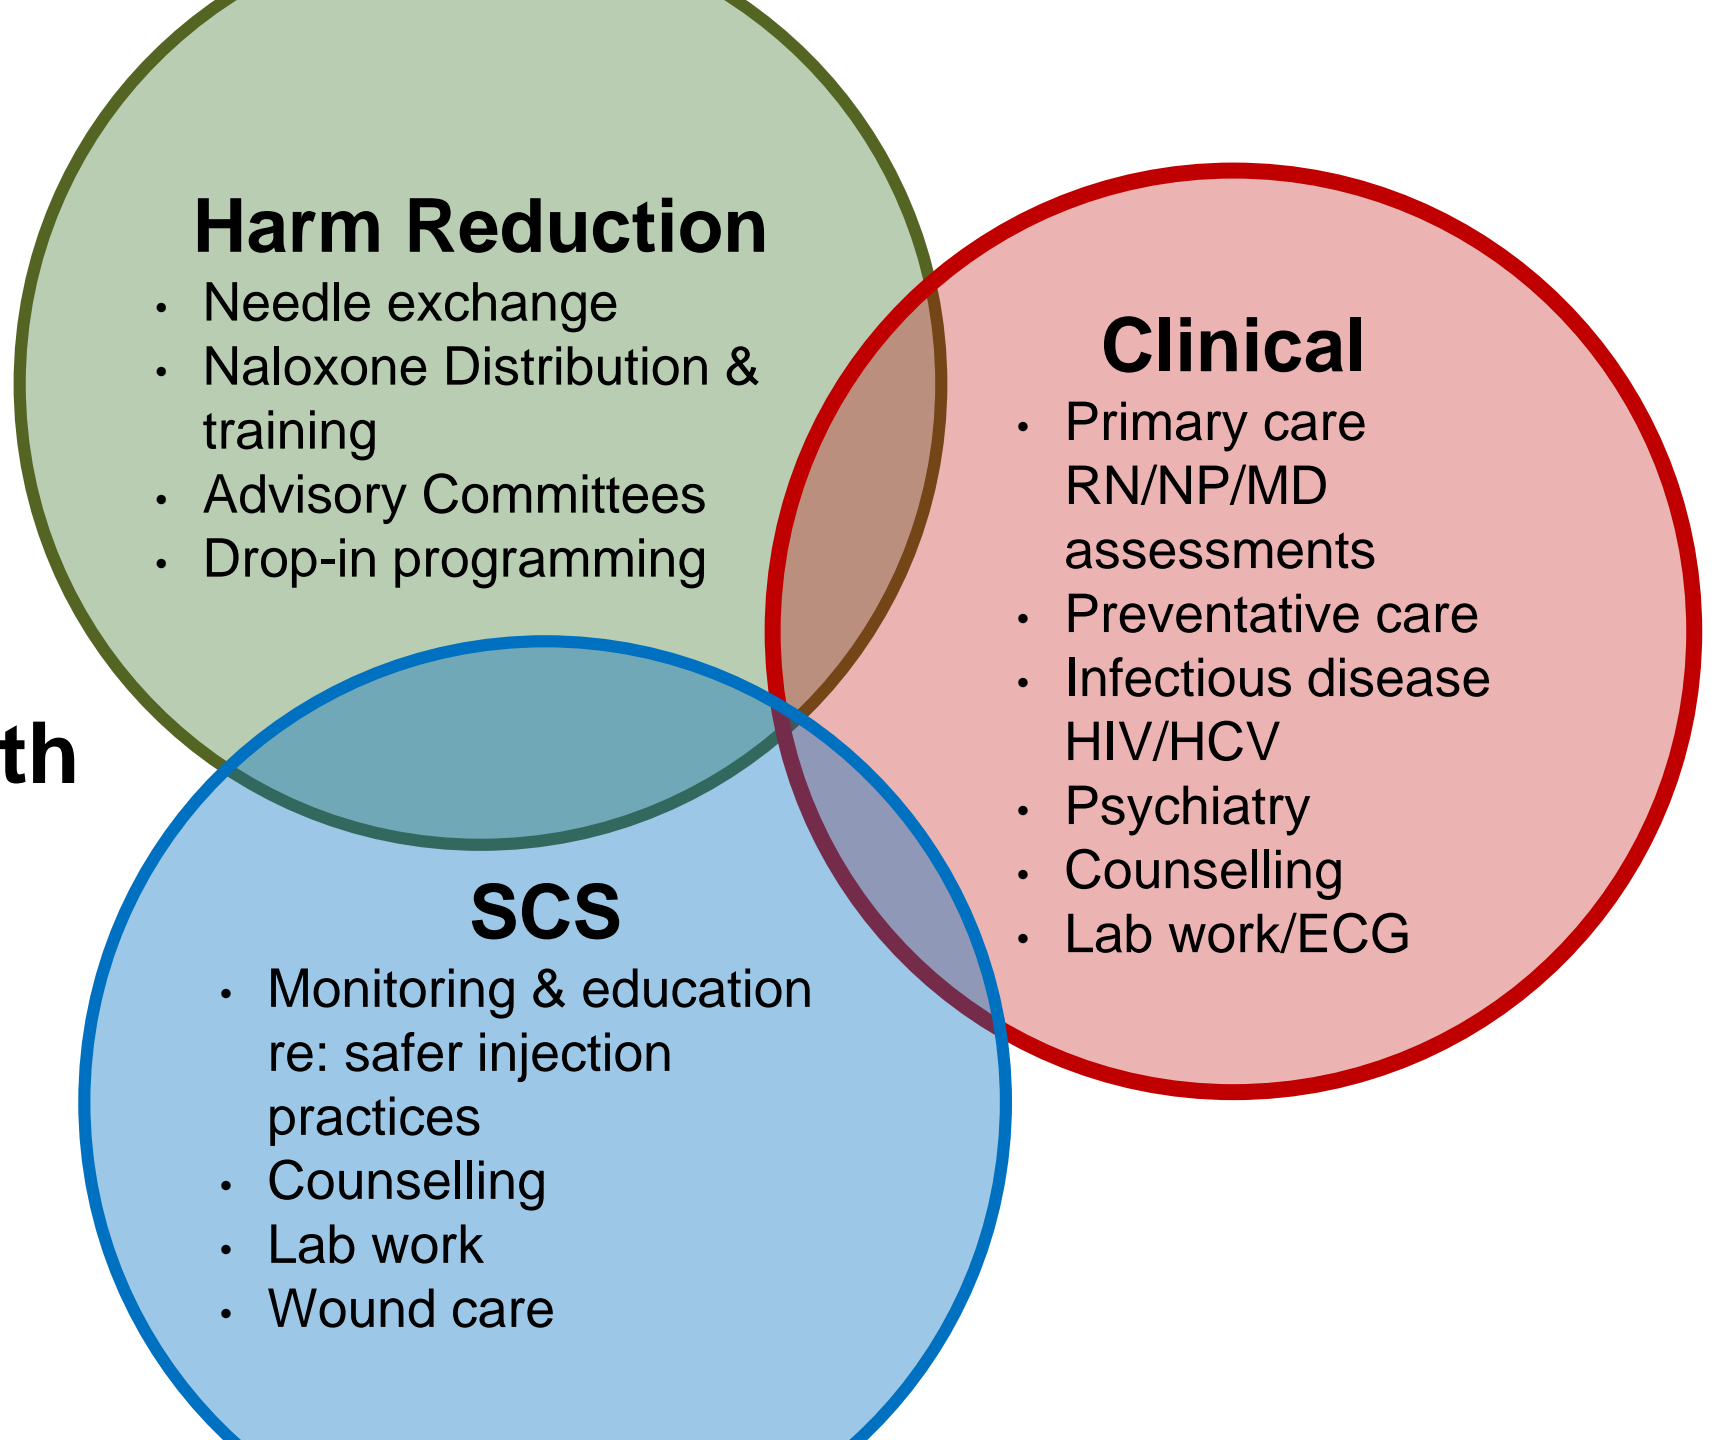 Harm Reduction
• Needle exchange
• Naloxone Distribution &
training
• Advisory Committees
• Drop-in programming
Clinical
• Primary care
RN/NP/MD
assessments
• Preventative care
• Infectious disease
HIV/HCV
• Psychiatry
• Counselling
• Lab work/ECG
th
SCS
• Monitoring & education
re: safer injection
practices
• Counselling
• Lab work
• Wound care